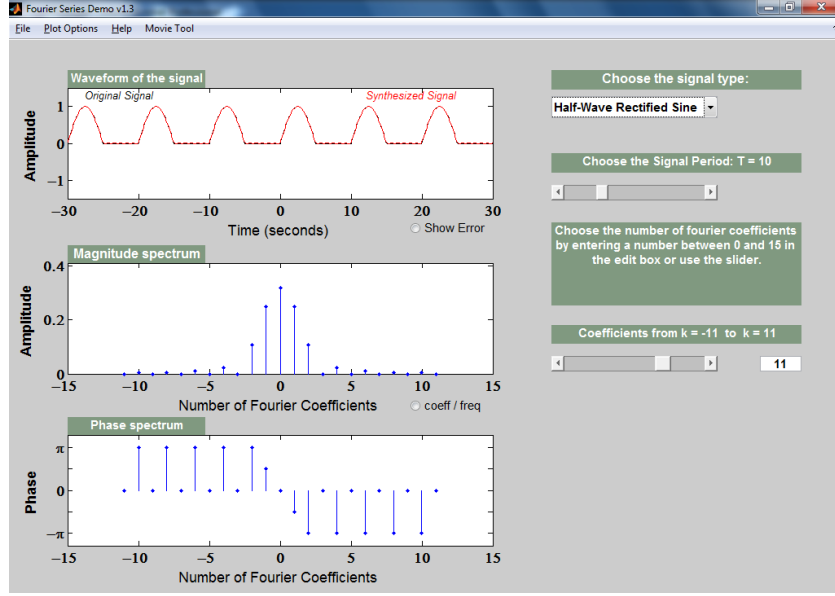 Fourier Series Demo v1.3
File Plot Options Help Movie Tool
Waveform of the signal
Original Signal Synthesized Signal
Amplitude
1
0
−1
−30 −20 −10 0 10 20 30
Time (seconds)
Show Error
Magnitude spectrum
Amplitude
0.4
0.2
0
−15 −10 −5 0 5 10 15
Number of Fourier Coefficients
coeff / freq
Phase spectrum
Phase
π
0
−π
−15 −10 −5 0 5 10 15
Number of Fourier Coefficients
Choose the signal type:
Half-Wave Rectified Sine
Choose the Signal Period: T = 10
Choose the number of fourier coefficients
by entering a number between 0 and 15 in
the edit box or use the slider.
Coefficients from k = -11 to k = 11
11